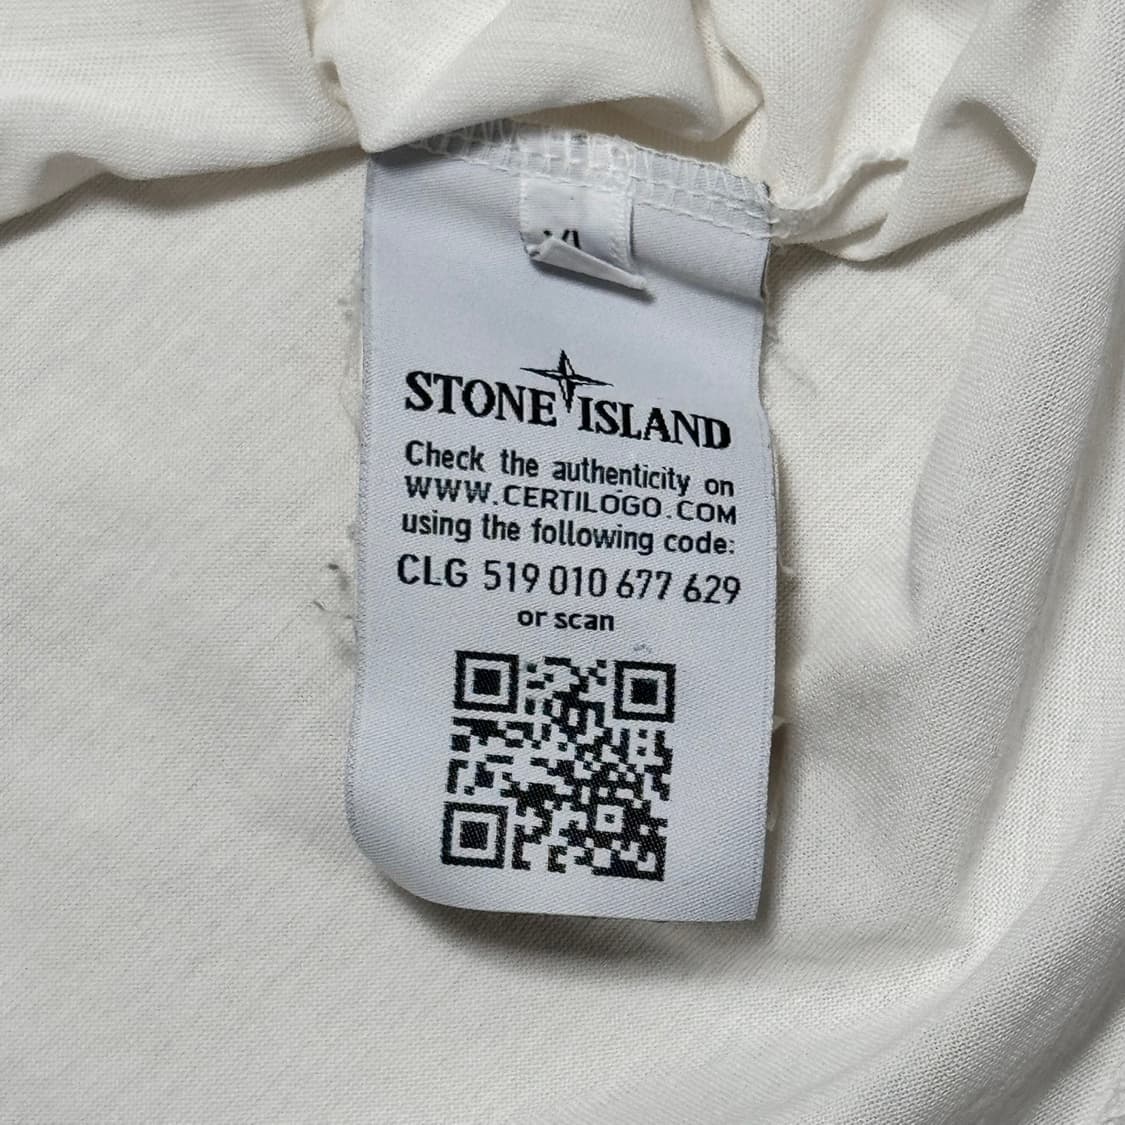 STONE ISLAND
Check the authenticity on
WWW.CERTILOGO.COM
using the following code:
CLG 519 010 677 629
or scan